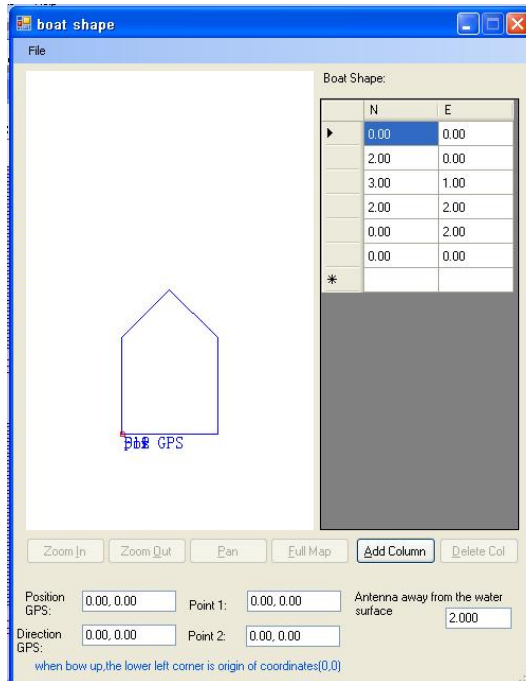 Help
boat shape
File
Boat Shape:
N E
0.00 0.00
2.00 0.00
3.00 1.00
2.00 2.00
0.00 2.00
0.00 0.00
GPS
Zoom In Zoom Out Pan Full Map Add Column Delete Col
Position GPS: 0.00, 0.00 Point 1: 0.00, 0.00 Antenna away from the water surface 2.000
Direction GPS: 0.00, 0.00 Point 2: 0.00, 0.00
when bow up,the lower left corner is origin of coordinates(0,0)